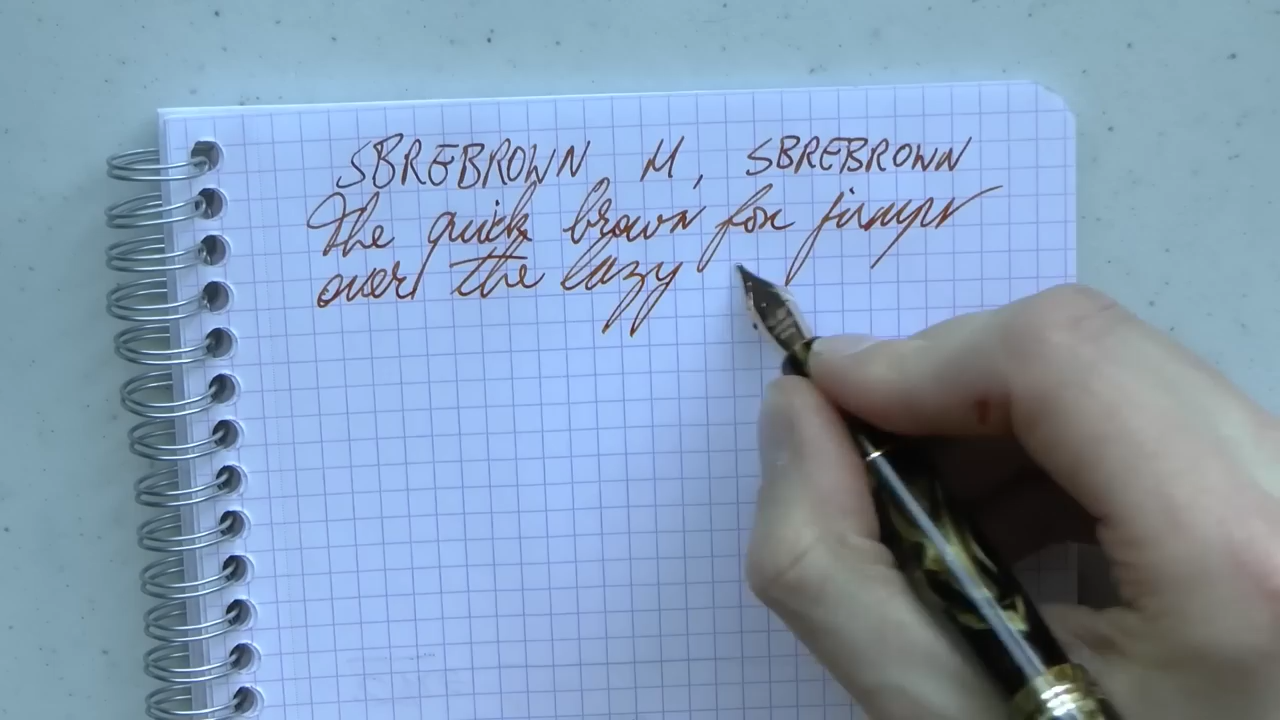 SBREBROWN M, SBREBROWN
The quick brown fox jumps
over the lazy